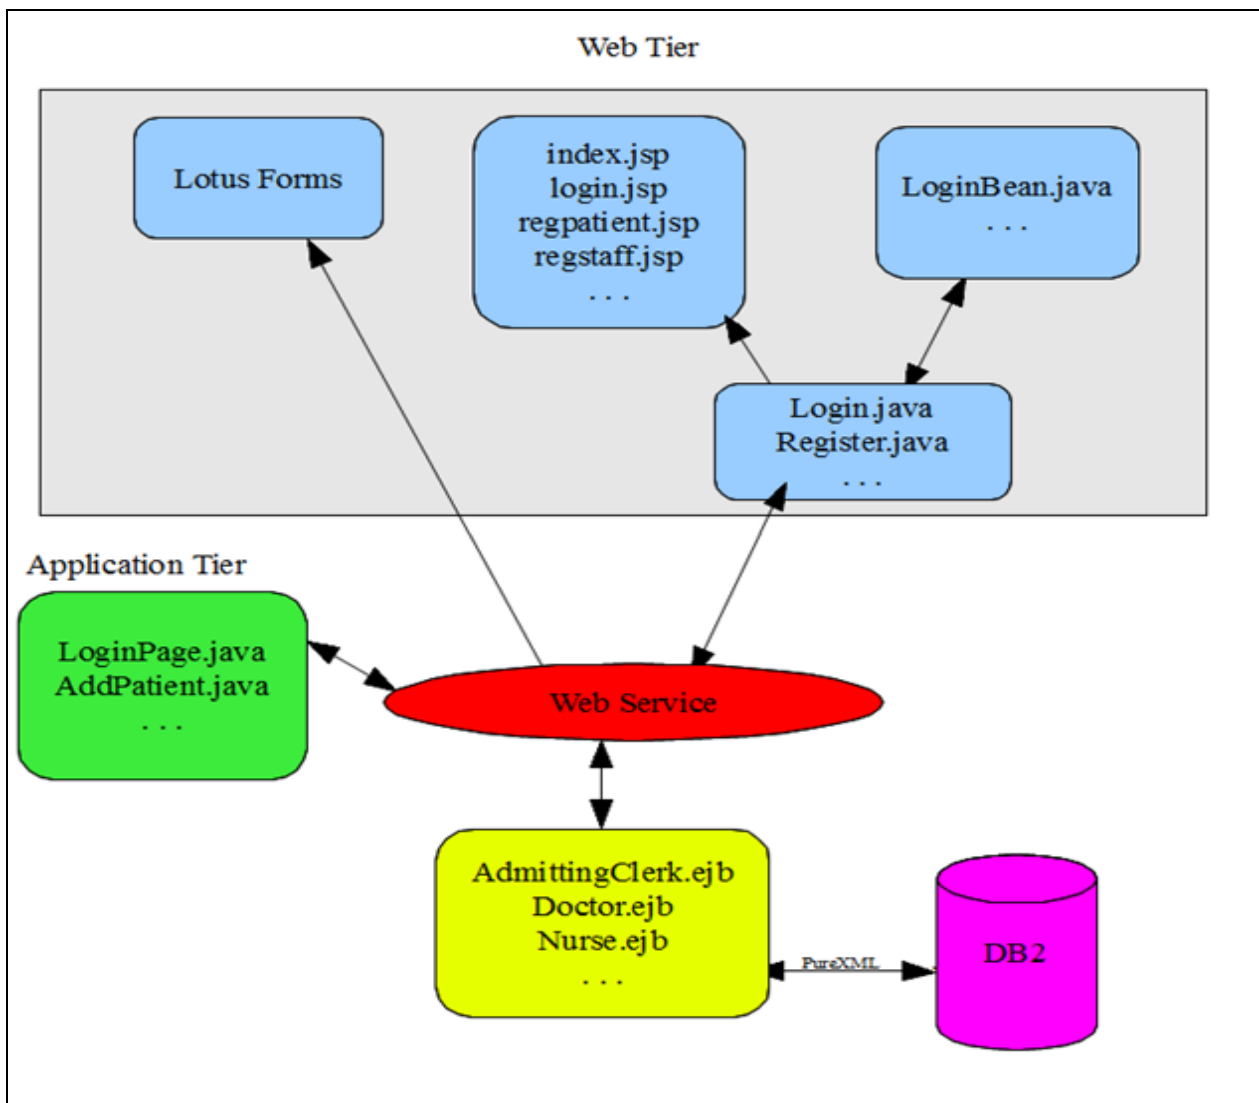 Web Tier
Lotus Forms
index.jsp
login.jsp
regpatient.jsp
regstaff.jsp
. . .
LoginBean.java
. . .
Login.java
Register.java
. . .
Application Tier
LoginPage.java
AddPatient.java
. . .
Web Service
AdmittingClerk.ejb
Doctor.ejb
Nurse.ejb
. . .
PureXML
DB2